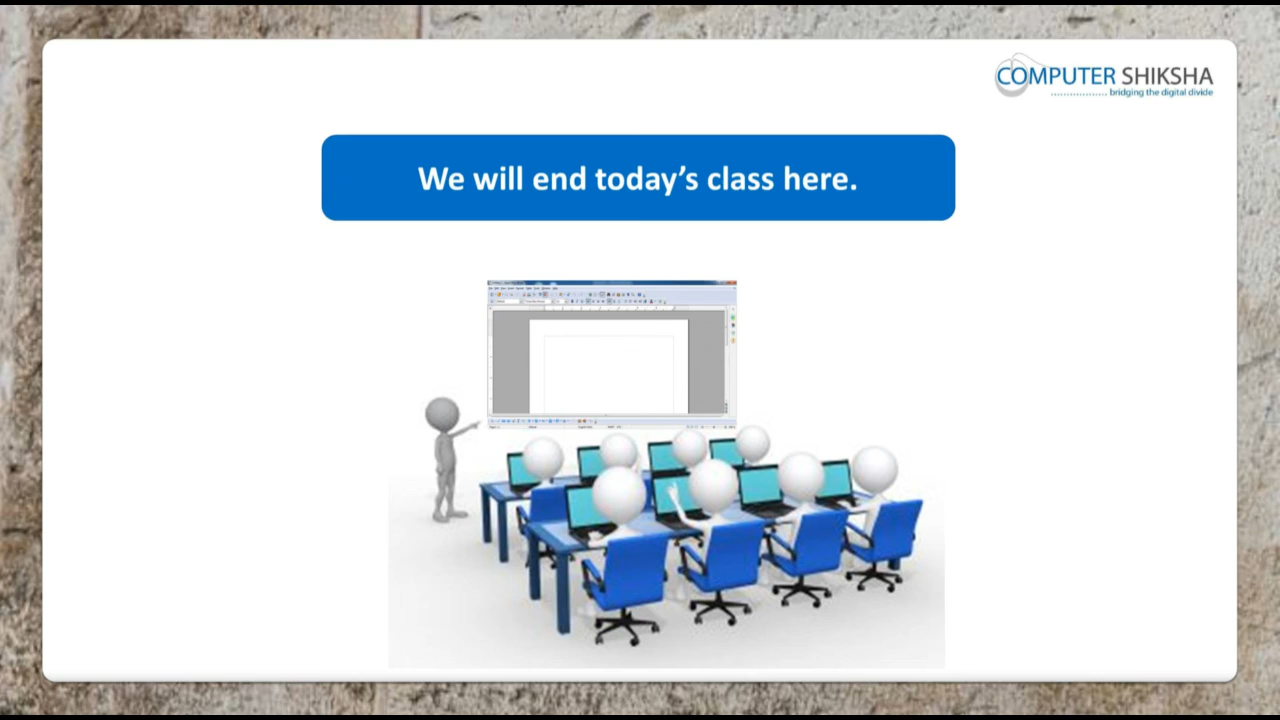 COMPUTER SHIKSHA
bridging the digital divide
We will end today's class here.